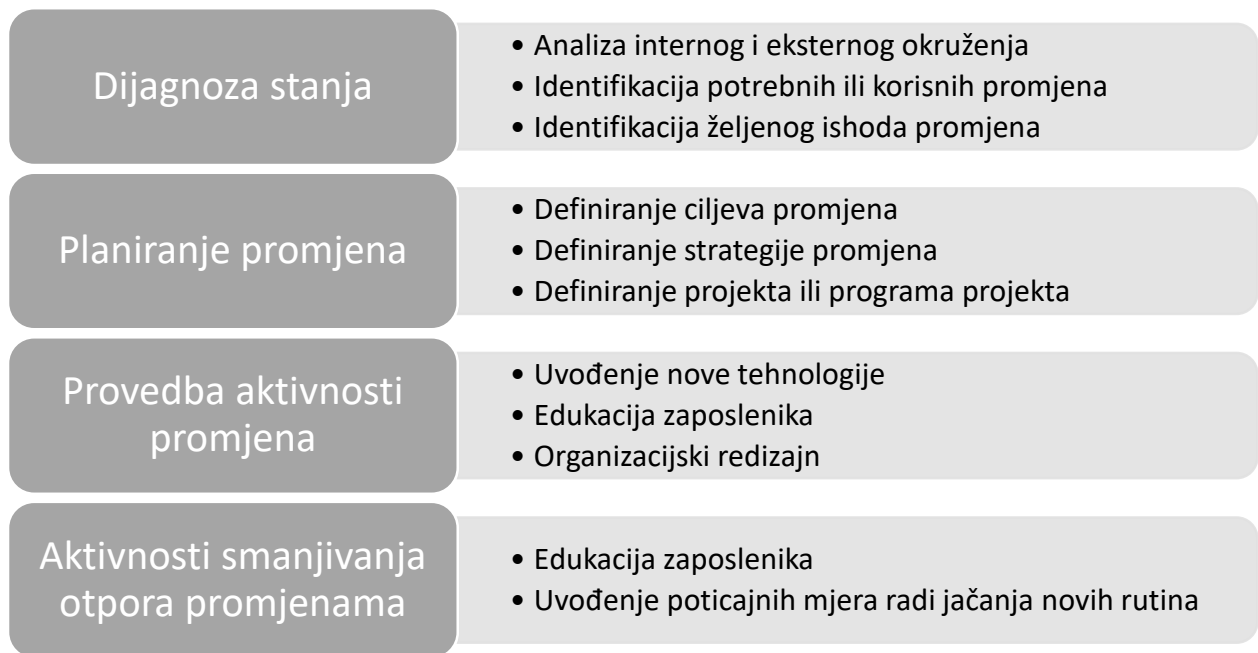 Dijagnoza stanja
• Analiza internog i eksternog okruženja
• Identifikacija potrebnih ili korisnih promjena
• Identifikacija željenog ishoda promjena
Planiranje promjena
• Definiranje ciljeva promjena
• Definiranje strategije promjena
• Definiranje projekta ili programa projekta
Provedba aktivnosti
promjena
• Uvođenje nove tehnologije
• Edukacija zaposlenika
• Organizacijski redizajn
Aktivnosti smanjivanja
otpora promjenama
• Edukacija zaposlenika
• Uvođenje poticajnih mjera radi jačanja novih rutina